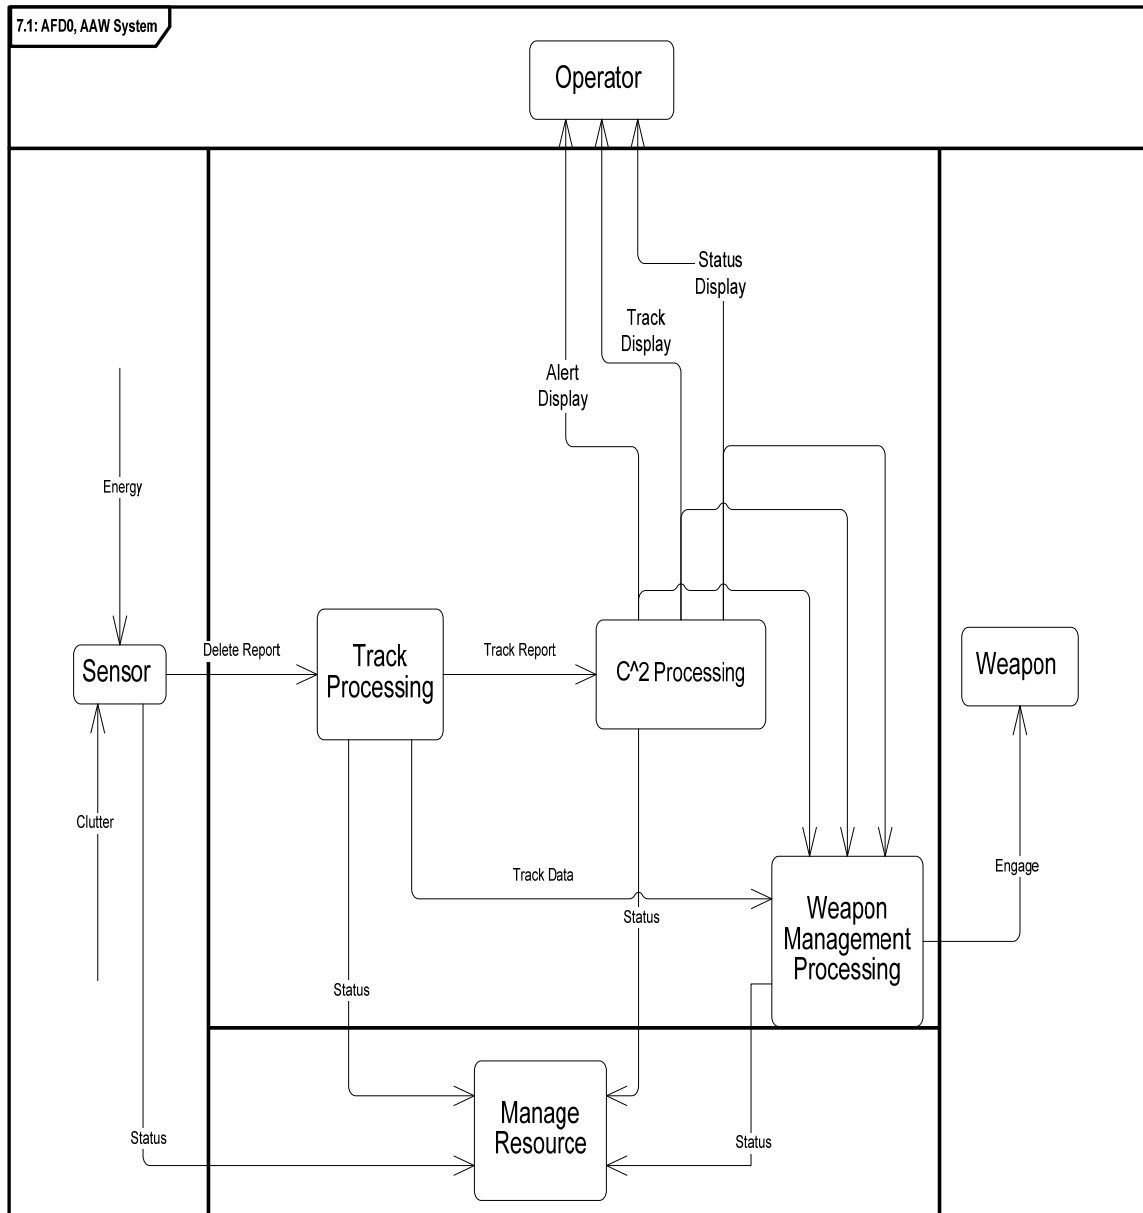 7.1: AFD0, AAW System
Operator
Status
Display
Track
Display
Alert
Display
Energy
Delete Report
Track
Processing
Track Report
C^2 Processing
Sensor
Weapon
Clutter
Track Data
Status
Weapon
Management
Processing
Engage
Status
Manage
Resource
Status
Status